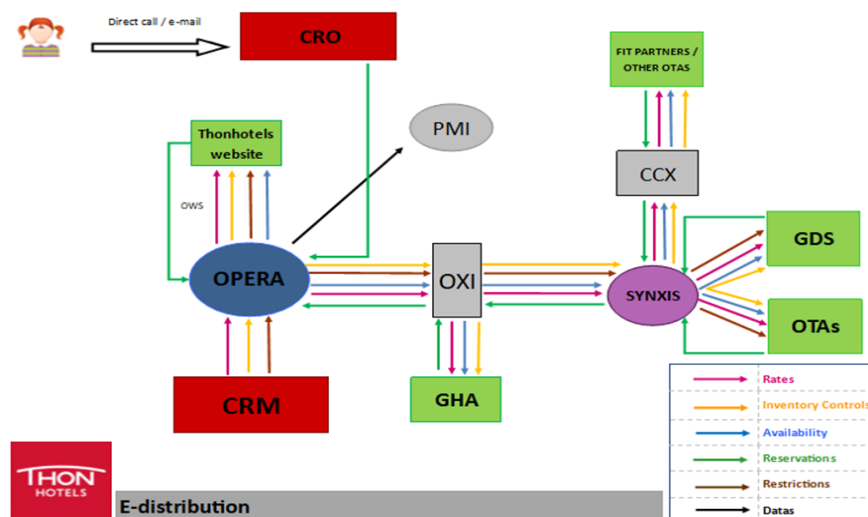 Direct call / e-mail
CRO
FIT PARTNERS /
OTHER OTAS
Thonhotels
website
PMI
CCX
OWS
OPERA
OXI
SYNXIS
GDS
OTAs
CRM
GHA
Rates
Inventory Controls
Availability
Reservations
Restrictions
Datas
THON
HOTELS
E-distribution